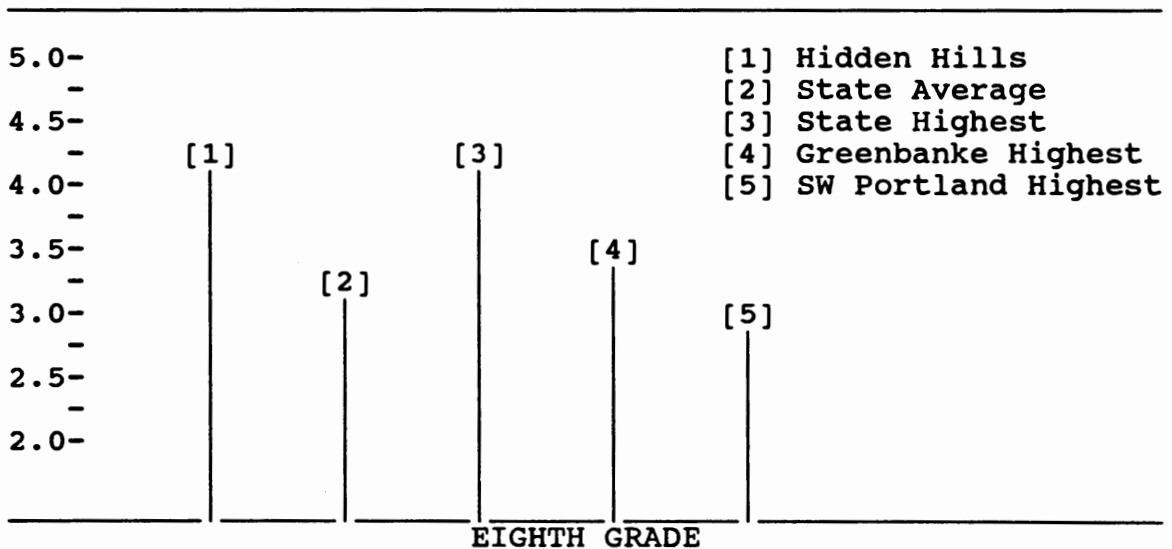 5.0- [1] Hidden Hills
- [2] State Average
4.5- [3] State Highest
- [1] [3] [4] Greenbanke Highest
4.0- [5] SW Portland Highest
-
3.5- [4]
- [2]
3.0- [5]
-
2.5-
-
2.0-
EIGHTH GRADE